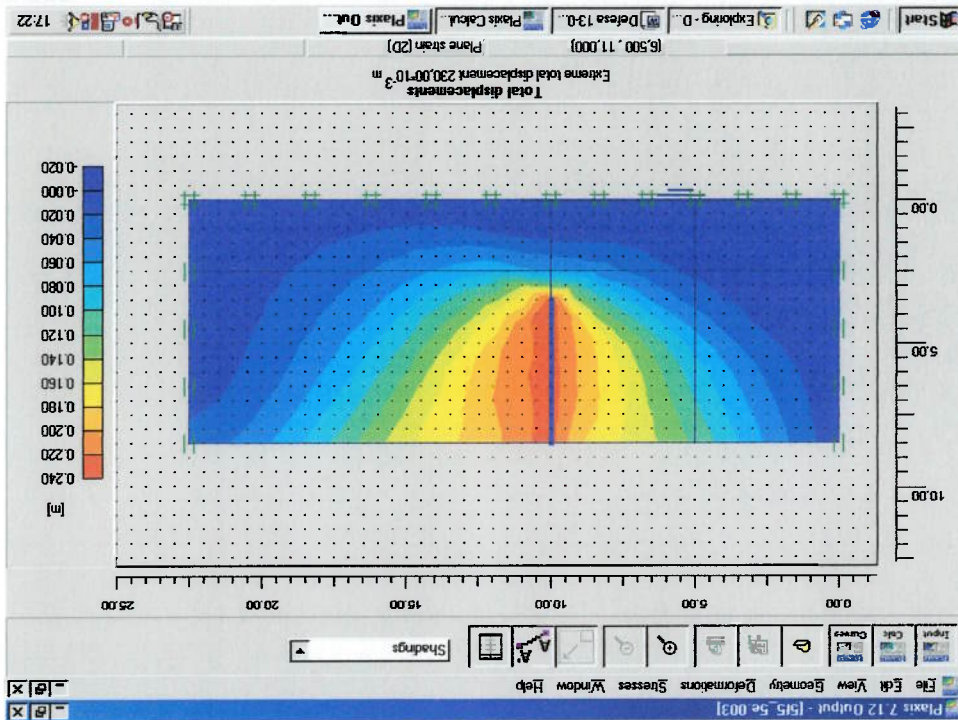 Plaxis 7.12 Output - [5f5_5e 003]
File Edit View Geometry Deformations Stresses Window Help
Input Calc Curves Shadings
0.00 5.00 10.00 15.00 20.00 25.00
10.00
5.00
0.00
[m]
0.240
0.220
0.200
0.180
0.160
0.140
0.120
0.100
0.080
0.060
0.040
0.020
-0.000
-0.020
Total displacements
Extreme total displacement 230,00*10-3 m
(6,500 , 11,000) Plane strain [2D]
Start Exploring - D... Defesa 13-0... Plaxis Calcul... Plaxis Out... 17:22